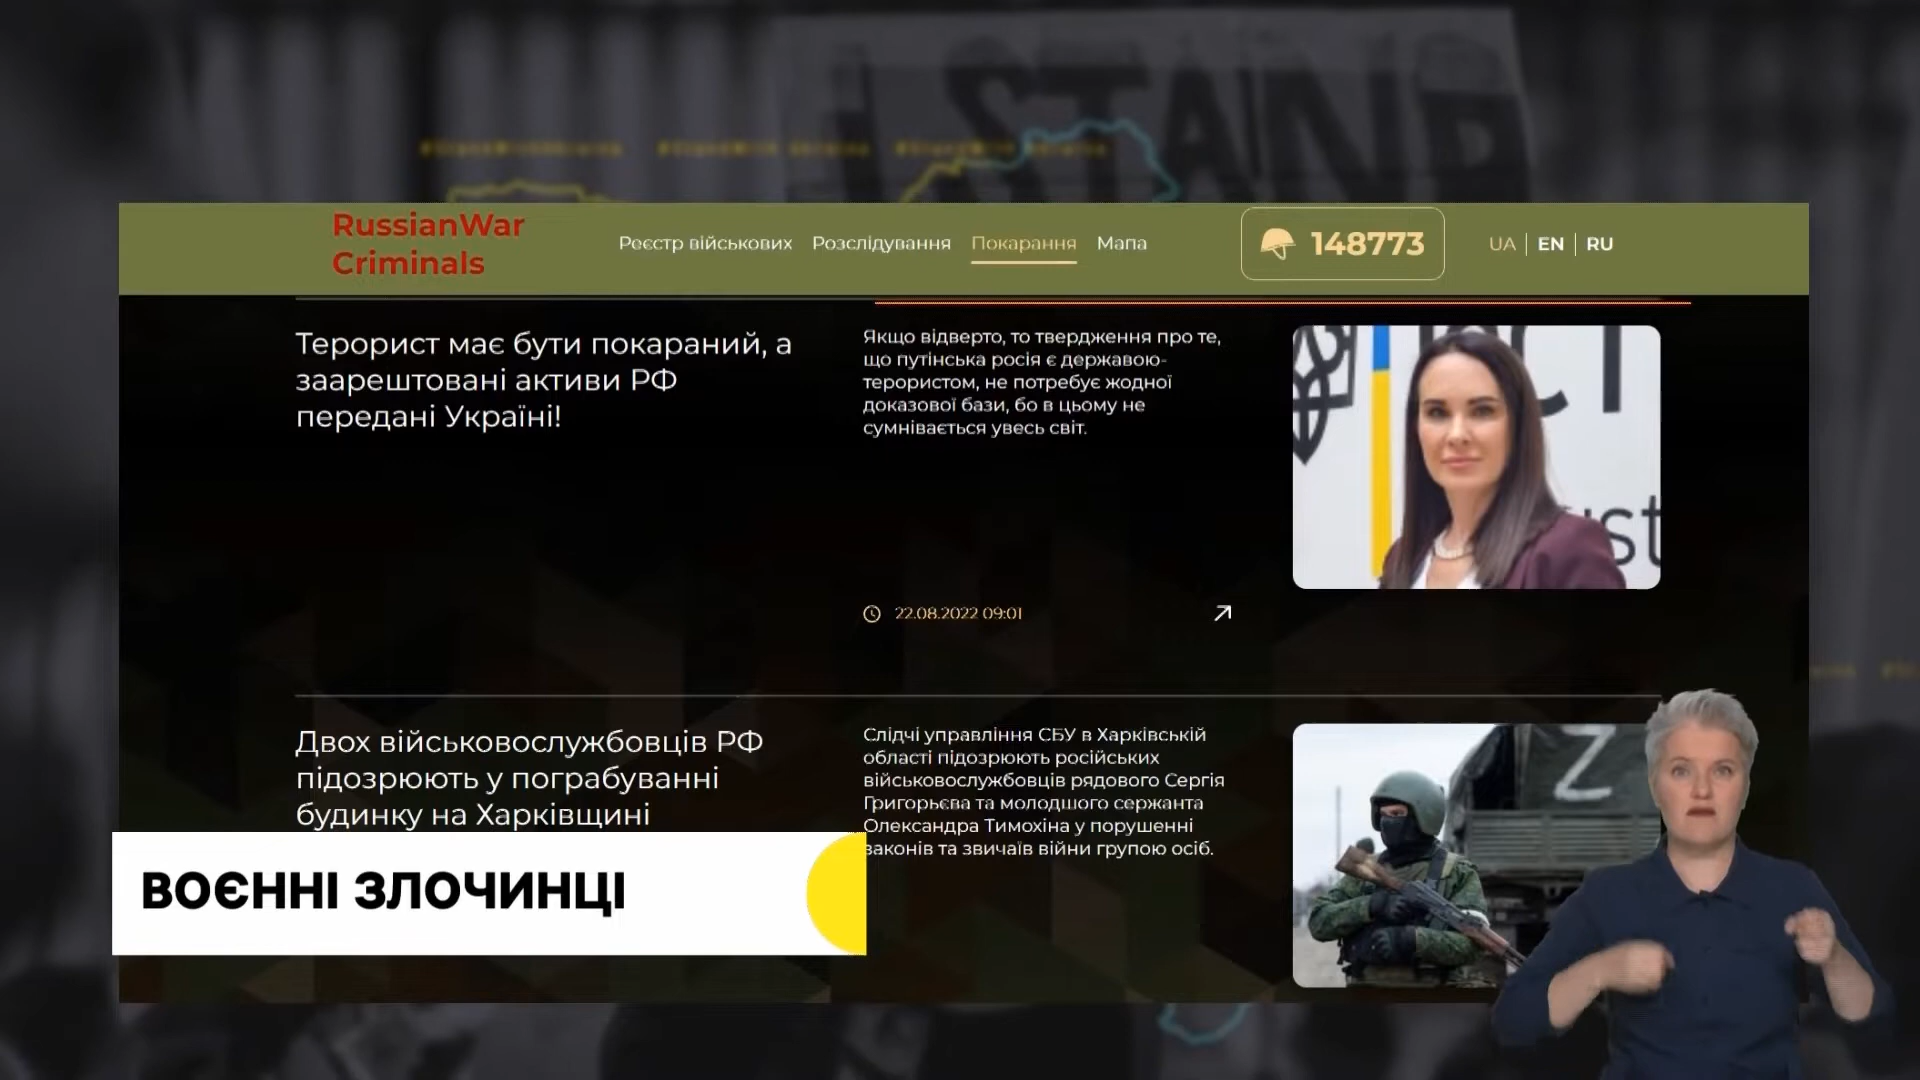 I STAND
RussianWar
Criminals
Реєстр військових Розслідування Покарання Мапа
148773
UA EN RU
Терорист має бути покараний, а
заарештовані активи РФ
передані Україні!
Якщо відверто, то твердження про те,
що путінська росія є державою-
терористом, не потребує жодної
доказової бази, бо в цьому не
сумнівається увесь світ.
22.08.2022 09:01
Двох військовослужбовців РФ
підозрюють у пограбуванні
будинку на Харківщині
Слідчі управління СБУ в Харківській
області підозрюють російських
військовослужбовців рядового Сергія
Григорьєва та молодшого сержанта
Олександра Тимохіна у порушенні
законів та звичаїв війни групою осіб.
Z
ВОЄННІ ЗЛОЧИНЦІ